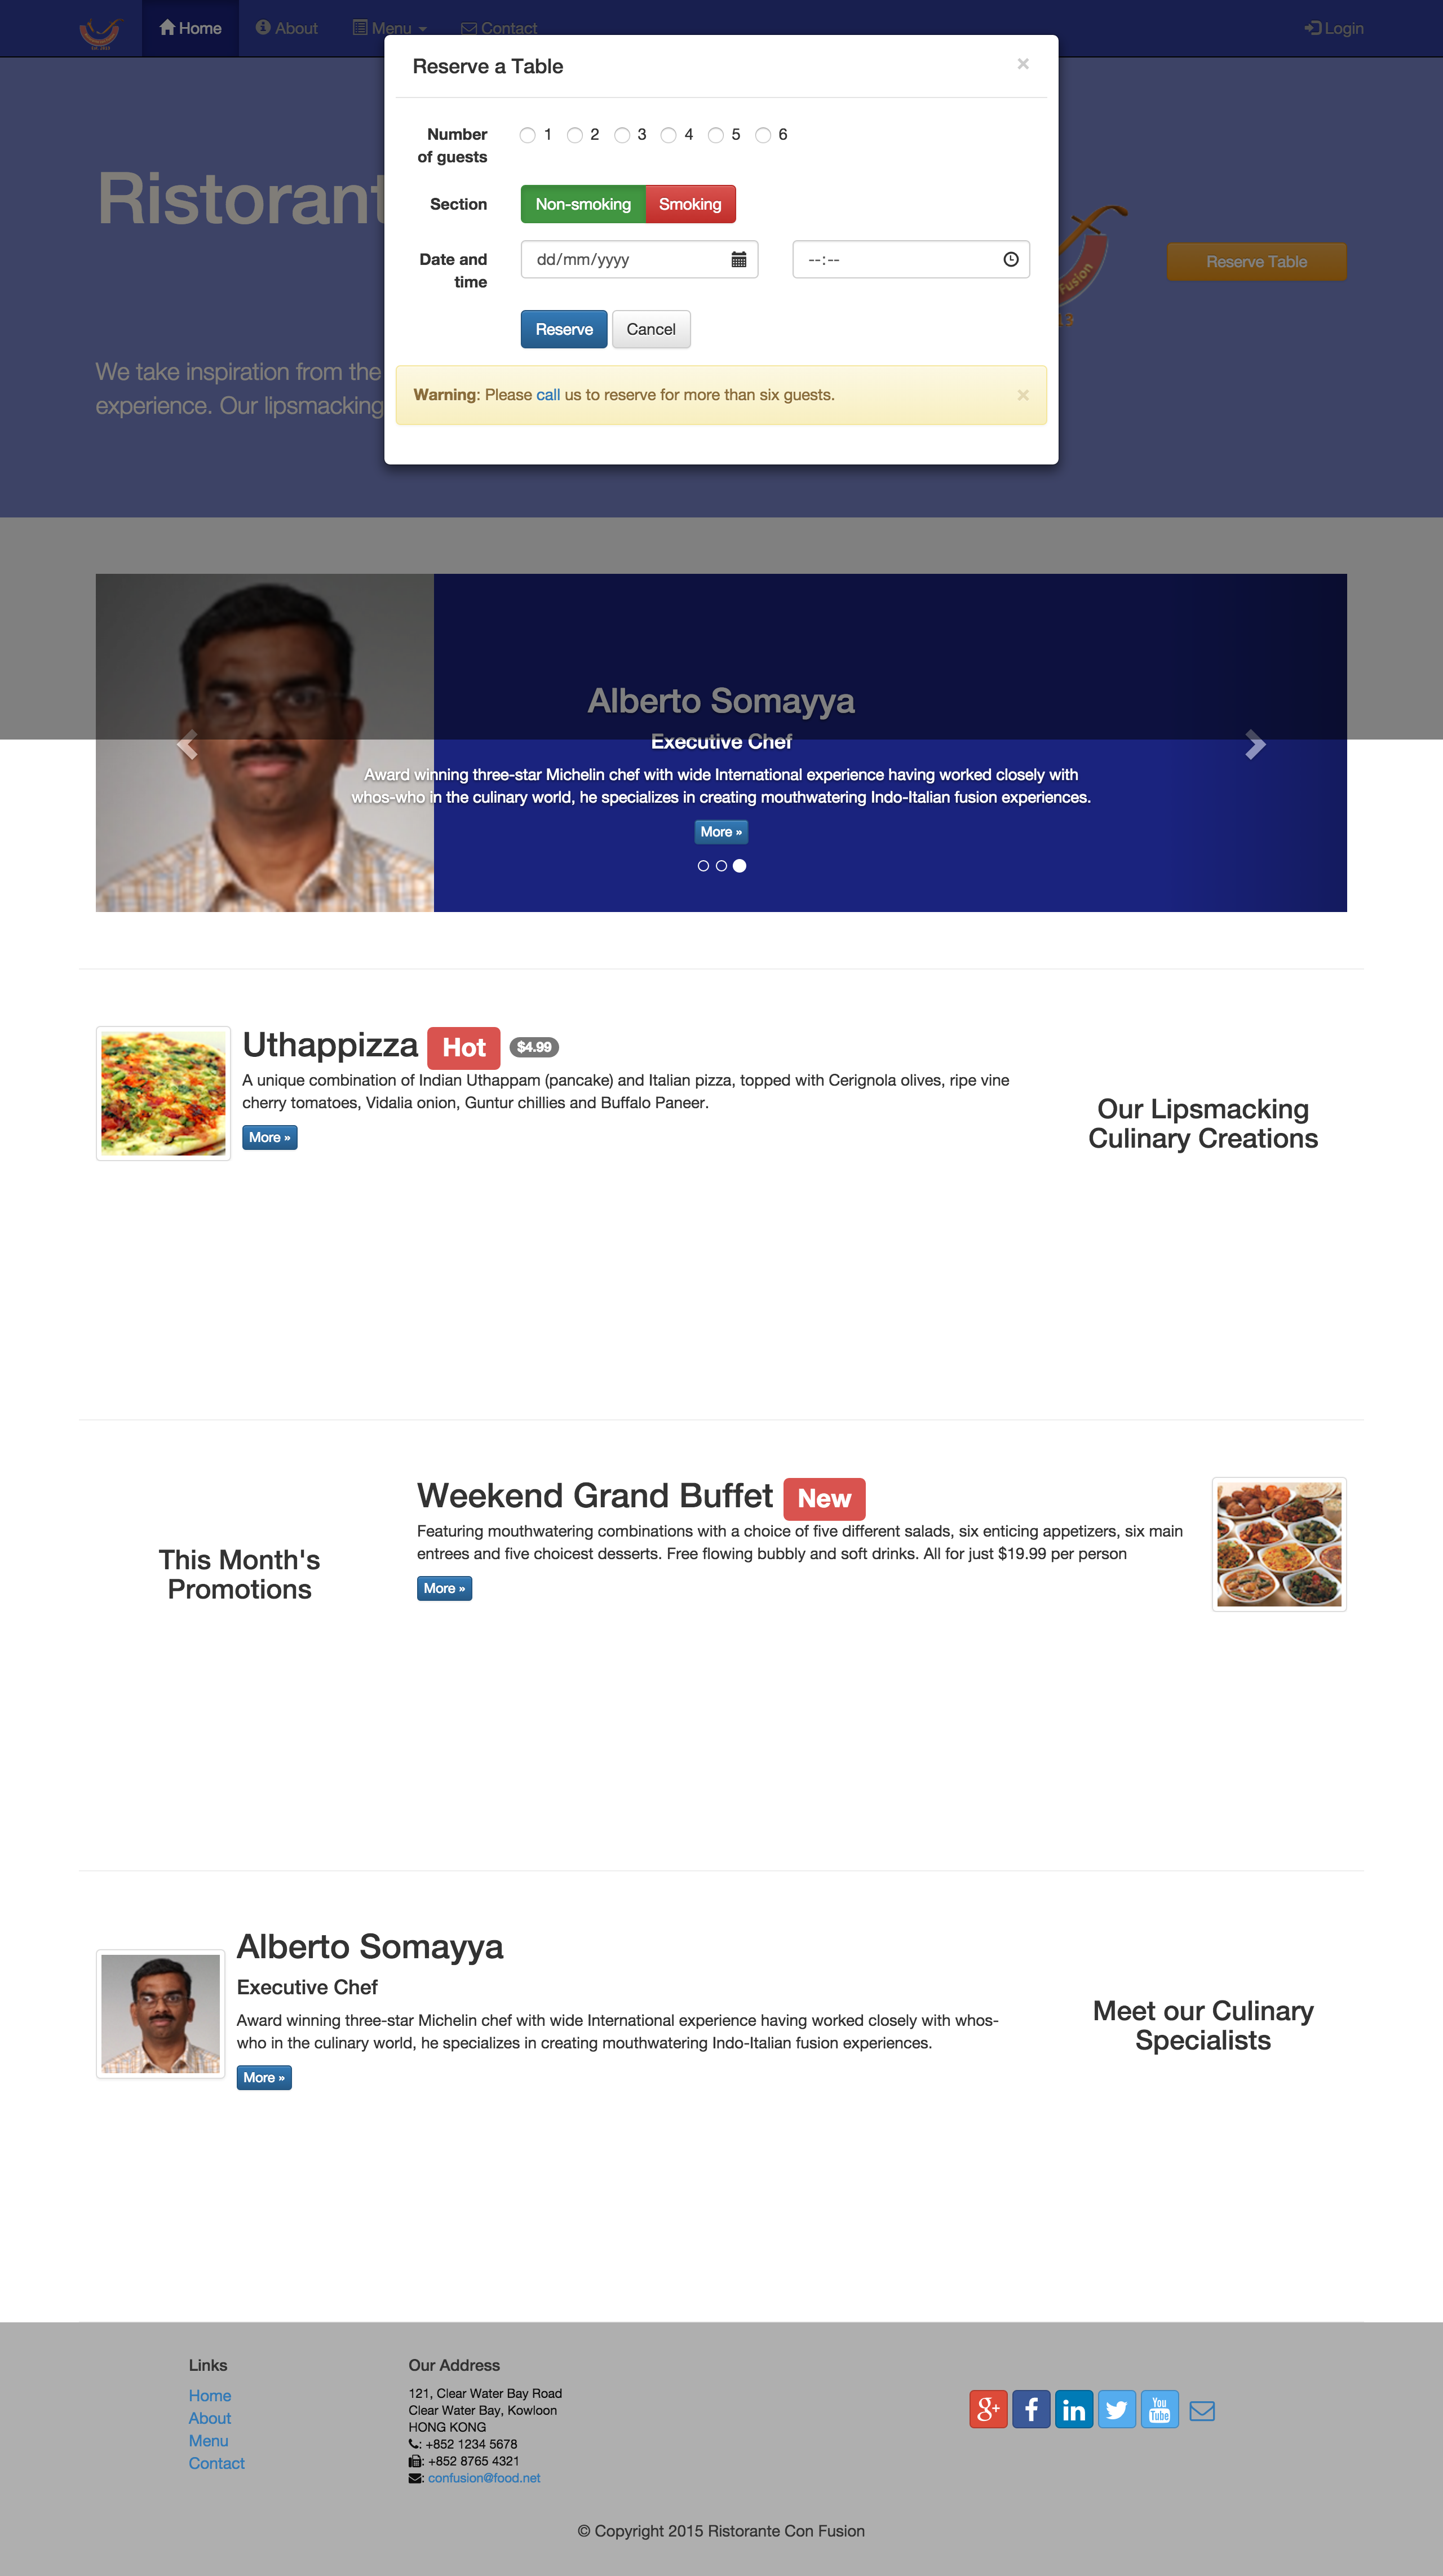 Home About Menu Contact Login
Reserve a Table ×
Number of guests 1 2 3 4 5 6
Section Non-smoking Smoking
Date and time dd/mm/yyyy --:--
Reserve Cancel
Warning: Please call us to reserve for more than six guests. ×
Reserve Table
We take inspiration from the
experience. Our lipsmacking
Alberto Somayya
Executive Chef
Award winning three-star Michelin chef with wide International experience having worked closely with
whos-who in the culinary world, he specializes in creating mouthwatering Indo-Italian fusion experiences.
More »
Uthappizza Hot $4.99
A unique combination of Indian Uthappam (pancake) and Italian pizza, topped with Cerignola olives, ripe vine
cherry tomatoes, Vidalia onion, Guntur chillies and Buffalo Paneer.
More »
Our Lipsmacking
Culinary Creations
This Month's
Promotions
Weekend Grand Buffet New
Featuring mouthwatering combinations with a choice of five different salads, six enticing appetizers, six main
entrees and five choicest desserts. Free flowing bubbly and soft drinks. All for just $19.99 per person
More »
Alberto Somayya
Executive Chef
Award winning three-star Michelin chef with wide International experience having worked closely with whos-
who in the culinary world, he specializes in creating mouthwatering Indo-Italian fusion experiences.
More »
Meet our Culinary
Specialists
Links
Home
About
Menu
Contact
Our Address
121, Clear Water Bay Road
Clear Water Bay, Kowloon
HONG KONG
: +852 1234 5678
: +852 8765 4321
: confusion@food.net
g+ f in You Tube
© Copyright 2015 Ristorante Con Fusion